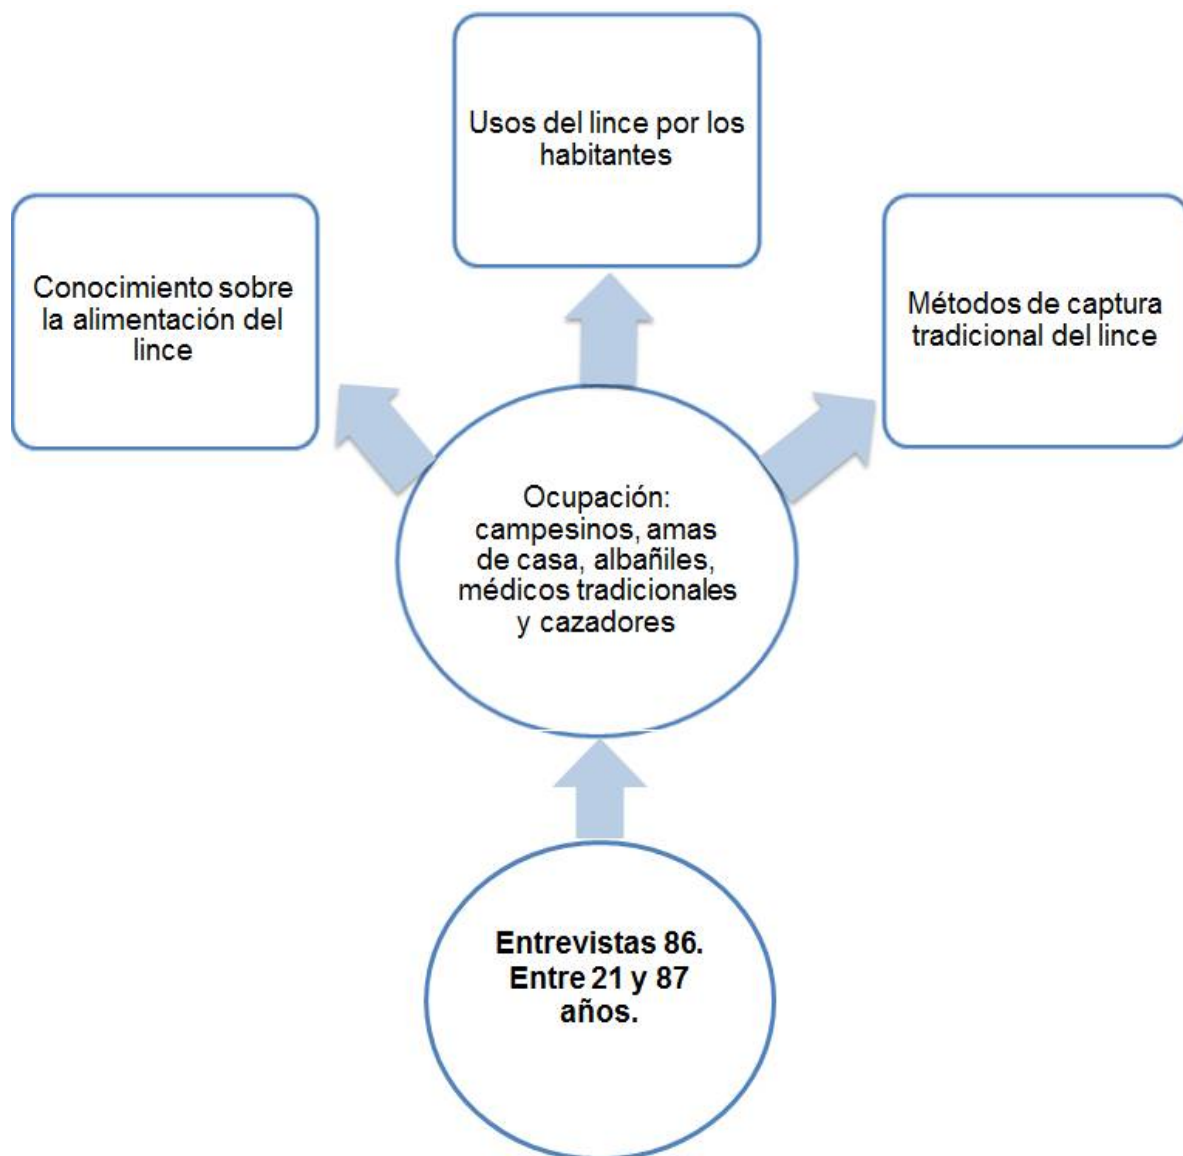 Usos del lince por los
habitantes
Conocimiento sobre
la alimentación del
lince
Métodos de captura
tradicional del lince
Ocupación:
campesinos, amas
de casa, albañiles,
médicos tradicionales
y cazadores
Entrevistas 86.
Entre 21 y 87
años.